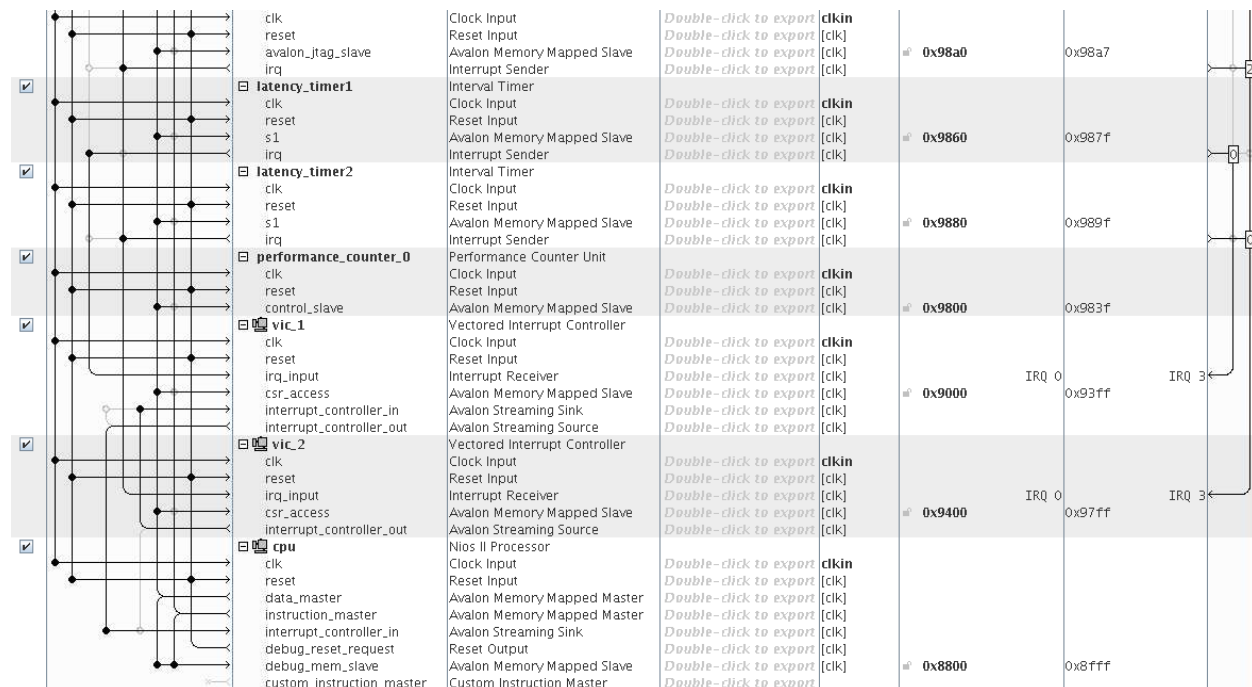 clk Clock Input Double-click to export clkin
reset Reset Input Double-click to export [clk]
avalon_jtag_slave Avalon Memory Mapped Slave Double-click to export [clk] 0x98a0 0x98a7
irq Interrupt Sender Double-click to export [clk] 2
latency_timer1 Interval Timer
clk Clock Input Double-click to export clkin
reset Reset Input Double-click to export [clk]
s1 Avalon Memory Mapped Slave Double-click to export [clk] 0x9860 0x987f
irq Interrupt Sender Double-click to export [clk] 0
latency_timer2 Interval Timer
clk Clock Input Double-click to export clkin
reset Reset Input Double-click to export [clk]
s1 Avalon Memory Mapped Slave Double-click to export [clk] 0x9880 0x989f
irq Interrupt Sender Double-click to export [clk] 0
performance_counter_0 Performance Counter Unit
clk Clock Input Double-click to export clkin
reset Reset Input Double-click to export [clk]
control_slave Avalon Memory Mapped Slave Double-click to export [clk] 0x9800 0x983f
vic_1 Vectored Interrupt Controller
clk Clock Input Double-click to export clkin
reset Reset Input Double-click to export [clk]
irq_input Interrupt Receiver Double-click to export [clk] IRQ 0 IRQ 3
csr_access Avalon Memory Mapped Slave Double-click to export [clk] 0x9000 0x93ff
interrupt_controller_in Avalon Streaming Sink Double-click to export [clk]
interrupt_controller_out Avalon Streaming Source Double-click to export [clk]
vic_2 Vectored Interrupt Controller
clk Clock Input Double-click to export clkin
reset Reset Input Double-click to export [clk]
irq_input Interrupt Receiver Double-click to export [clk] IRQ 0 IRQ 3
csr_access Avalon Memory Mapped Slave Double-click to export [clk] 0x9400 0x97ff
interrupt_controller_out Avalon Streaming Source Double-click to export [clk]
cpu Nios II Processor
clk Clock Input Double-click to export clkin
reset Reset Input Double-click to export [clk]
data_master Avalon Memory Mapped Master Double-click to export [clk]
instruction_master Avalon Memory Mapped Master Double-click to export [clk]
interrupt_controller_in Avalon Streaming Sink Double-click to export [clk]
debug_reset_request Reset Output Double-click to export [clk]
debug_mem_slave Avalon Memory Mapped Slave Double-click to export [clk] 0x8800 0x8fff
custom_instruction_master Custom Instruction Master Double-click to export